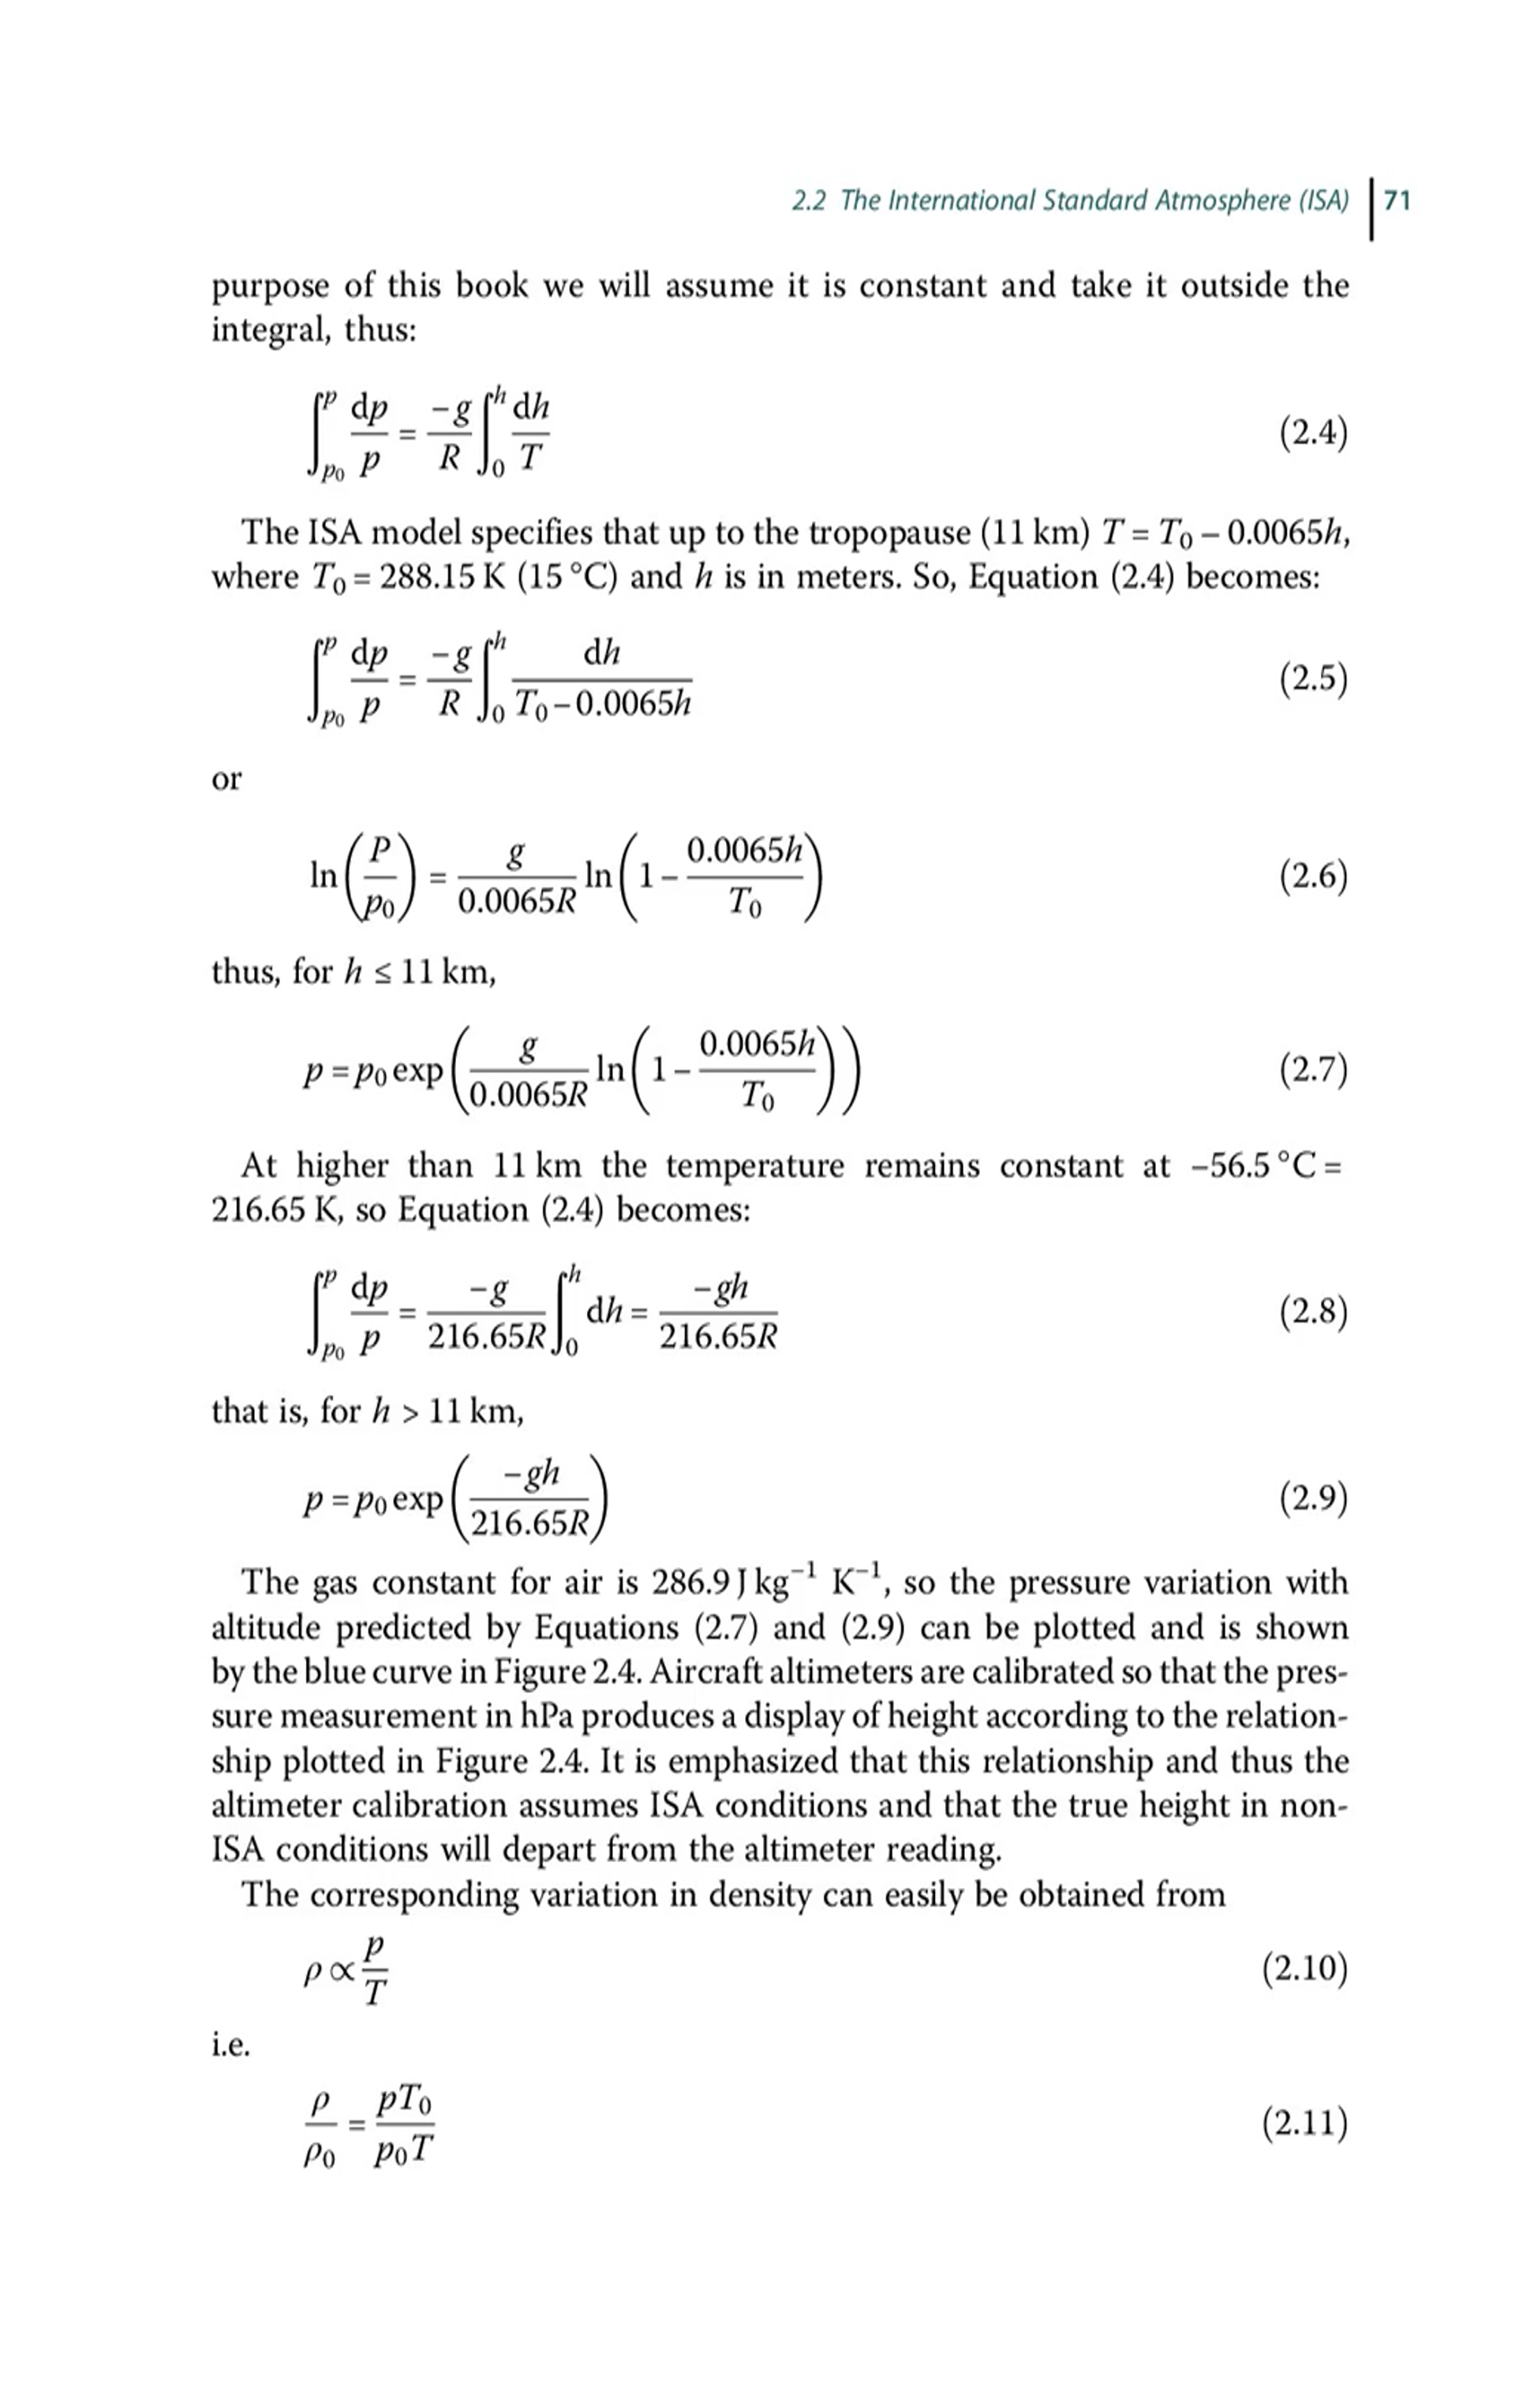 2.2 The International Standard Atmosphere (ISA) | 71
purpose of this book we will assume it is constant and take it outside the
integral, thus:
∫_{p₀}^{p} dp/p = −g/R ∫_{0}^{h} dh/T (2.4)
The ISA model specifies that up to the tropopause (11 km) T = T₀ – 0.0065h,
where T₀ = 288.15 K (15 °C) and h is in meters. So, Equation (2.4) becomes:
∫_{p₀}^{p} dp/p = −g/R ∫_{0}^{h} dh/(T₀−0.0065h) (2.5)
or
ln(P/p₀) = g/(0.0065R) ln(1 − 0.0065h/T₀) (2.6)
thus, for h ≤ 11 km,
p = p₀ exp(g/(0.0065R) ln(1 − 0.0065h/T₀)) (2.7)
At higher than 11 km the temperature remains constant at −56.5 °C =
216.65 K, so Equation (2.4) becomes:
∫_{p₀}^{p} dp/p = −g/(216.65R) ∫_{0}^{h} dh = −gh/(216.65R) (2.8)
that is, for h > 11 km,
p = p₀ exp(−gh/(216.65R)) (2.9)
The gas constant for air is 286.9 J kg⁻¹ K⁻¹, so the pressure variation with
altitude predicted by Equations (2.7) and (2.9) can be plotted and is shown
by the blue curve in Figure 2.4. Aircraft altimeters are calibrated so that the pres-
sure measurement in hPa produces a display of height according to the relation-
ship plotted in Figure 2.4. It is emphasized that this relationship and thus the
altimeter calibration assumes ISA conditions and that the true height in non-
ISA conditions will depart from the altimeter reading.
The corresponding variation in density can easily be obtained from
ρ ∝ p/T (2.10)
i.e.
ρ/ρ₀ = pT₀/p₀T (2.11)